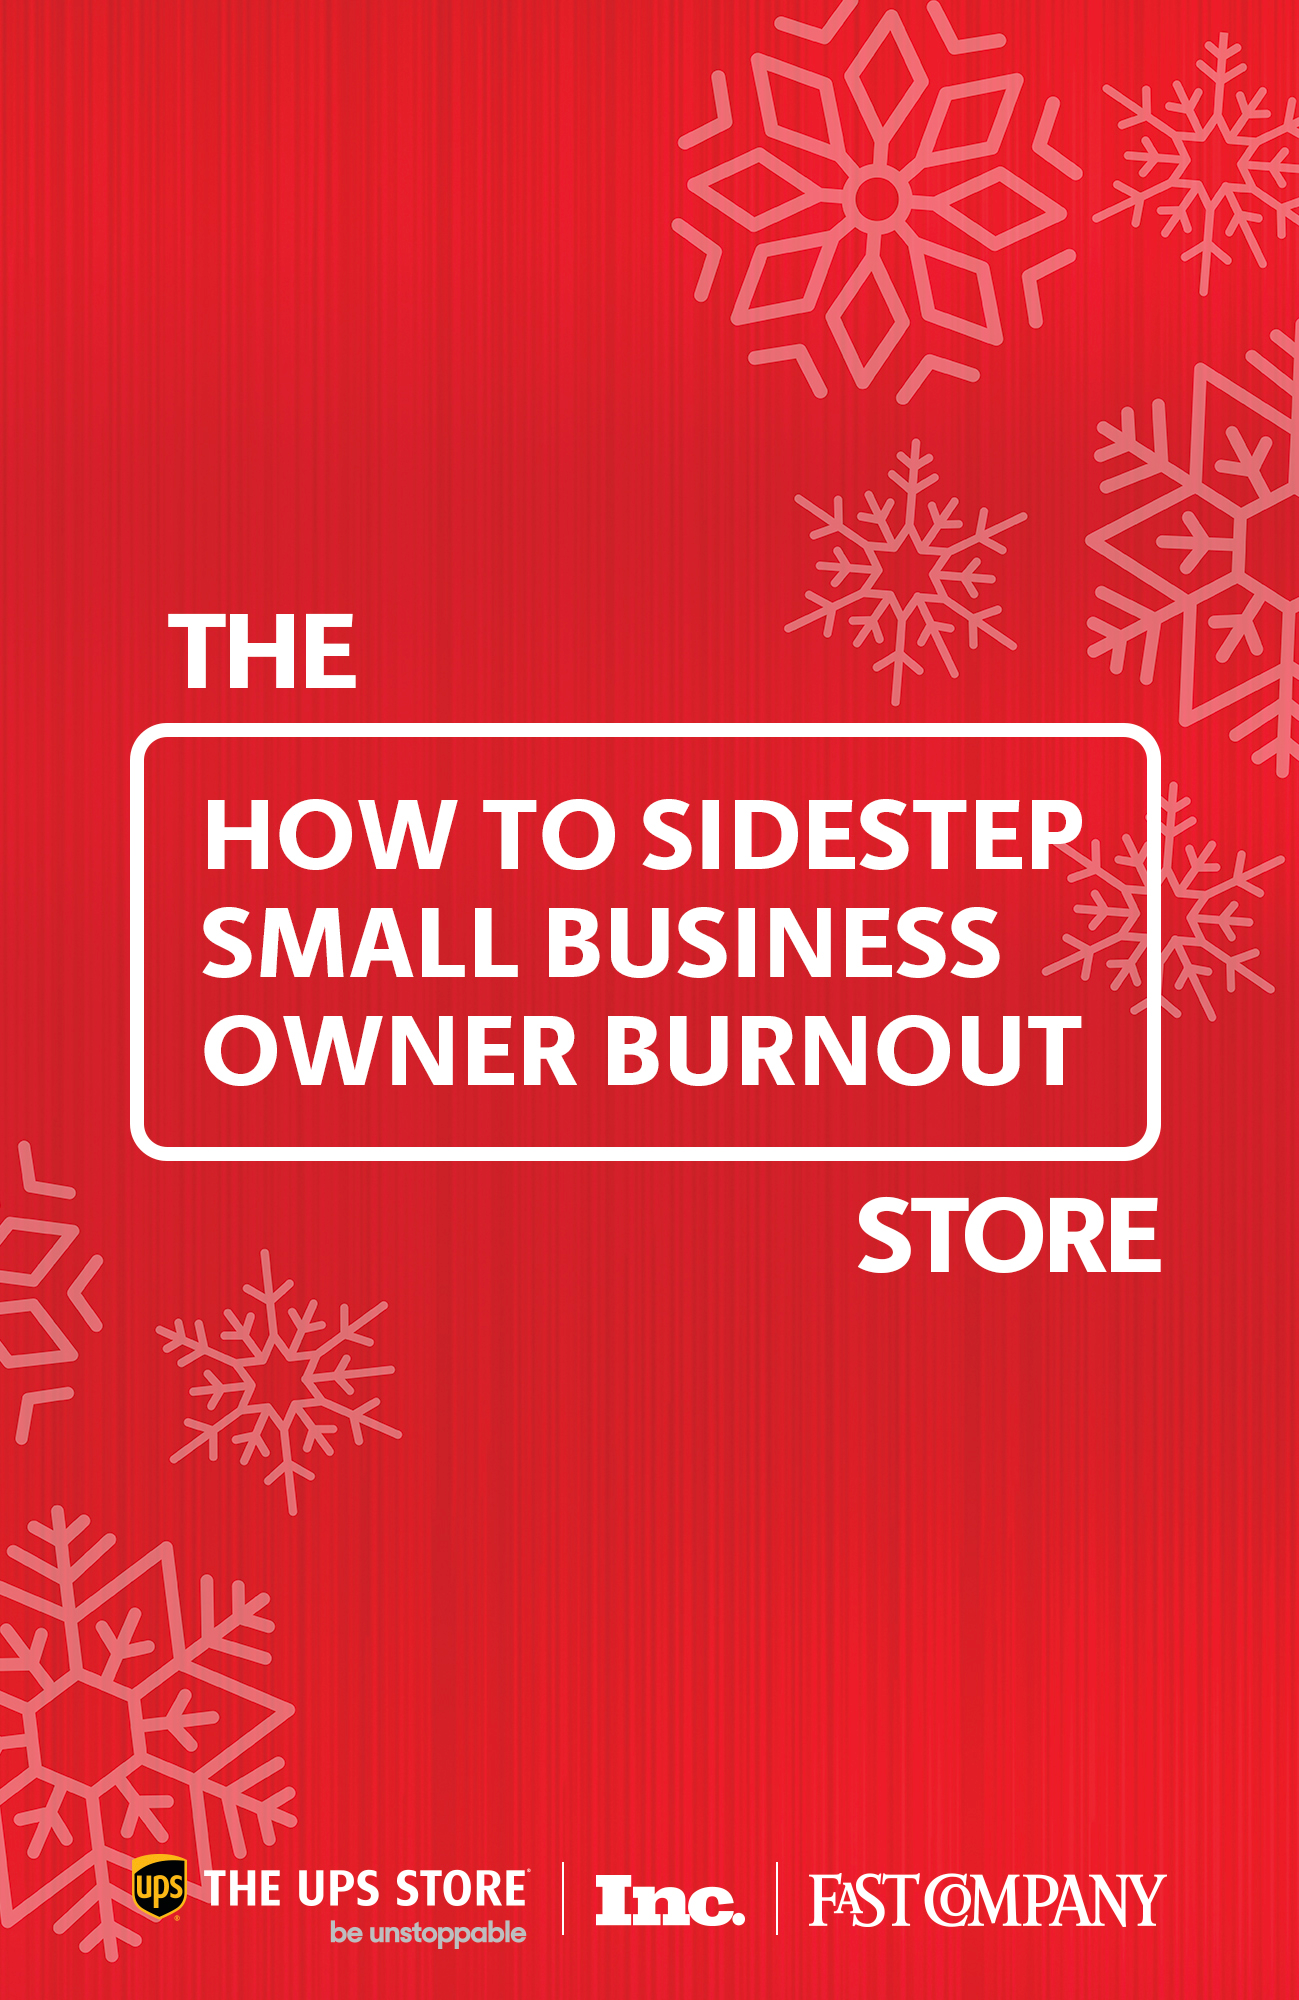 THE
HOW TO SIDESTEP
SMALL BUSINESS
OWNER BURNOUT
STORE
ups ® THE UPS STORE ® Inc. FAST COMPANY
be unstoppable